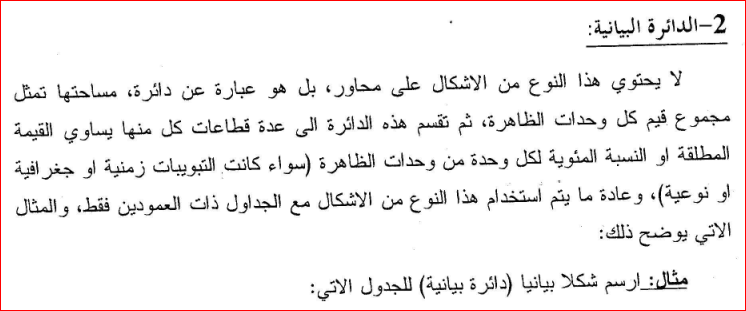 2-الدائرة البيانية:
لا يحتوي هذا النوع من الاشكال على محاور، بل هو عبارة عن دائرة، مساحتها تمثل
مجموع قيم كل وحدات الظاهرة، ثم تقسم هذه الدائرة الى عدة قطاعات كل منها يساوي القيمة
المطلقة او النسبة المئوية لكل وحدة من وحدات الظاهرة (سواء كانت التبويبات زمنية او جغرافية
او نوعية)، وعادة ما يتم استخدام هذا النوع من الاشكال مع الجداول ذات العمودين فقط، والمثال
الاتي يوضح ذلك:
مثال: ارسم شكلا بيانيا (دائرة بيانية) للجدول الاتي: